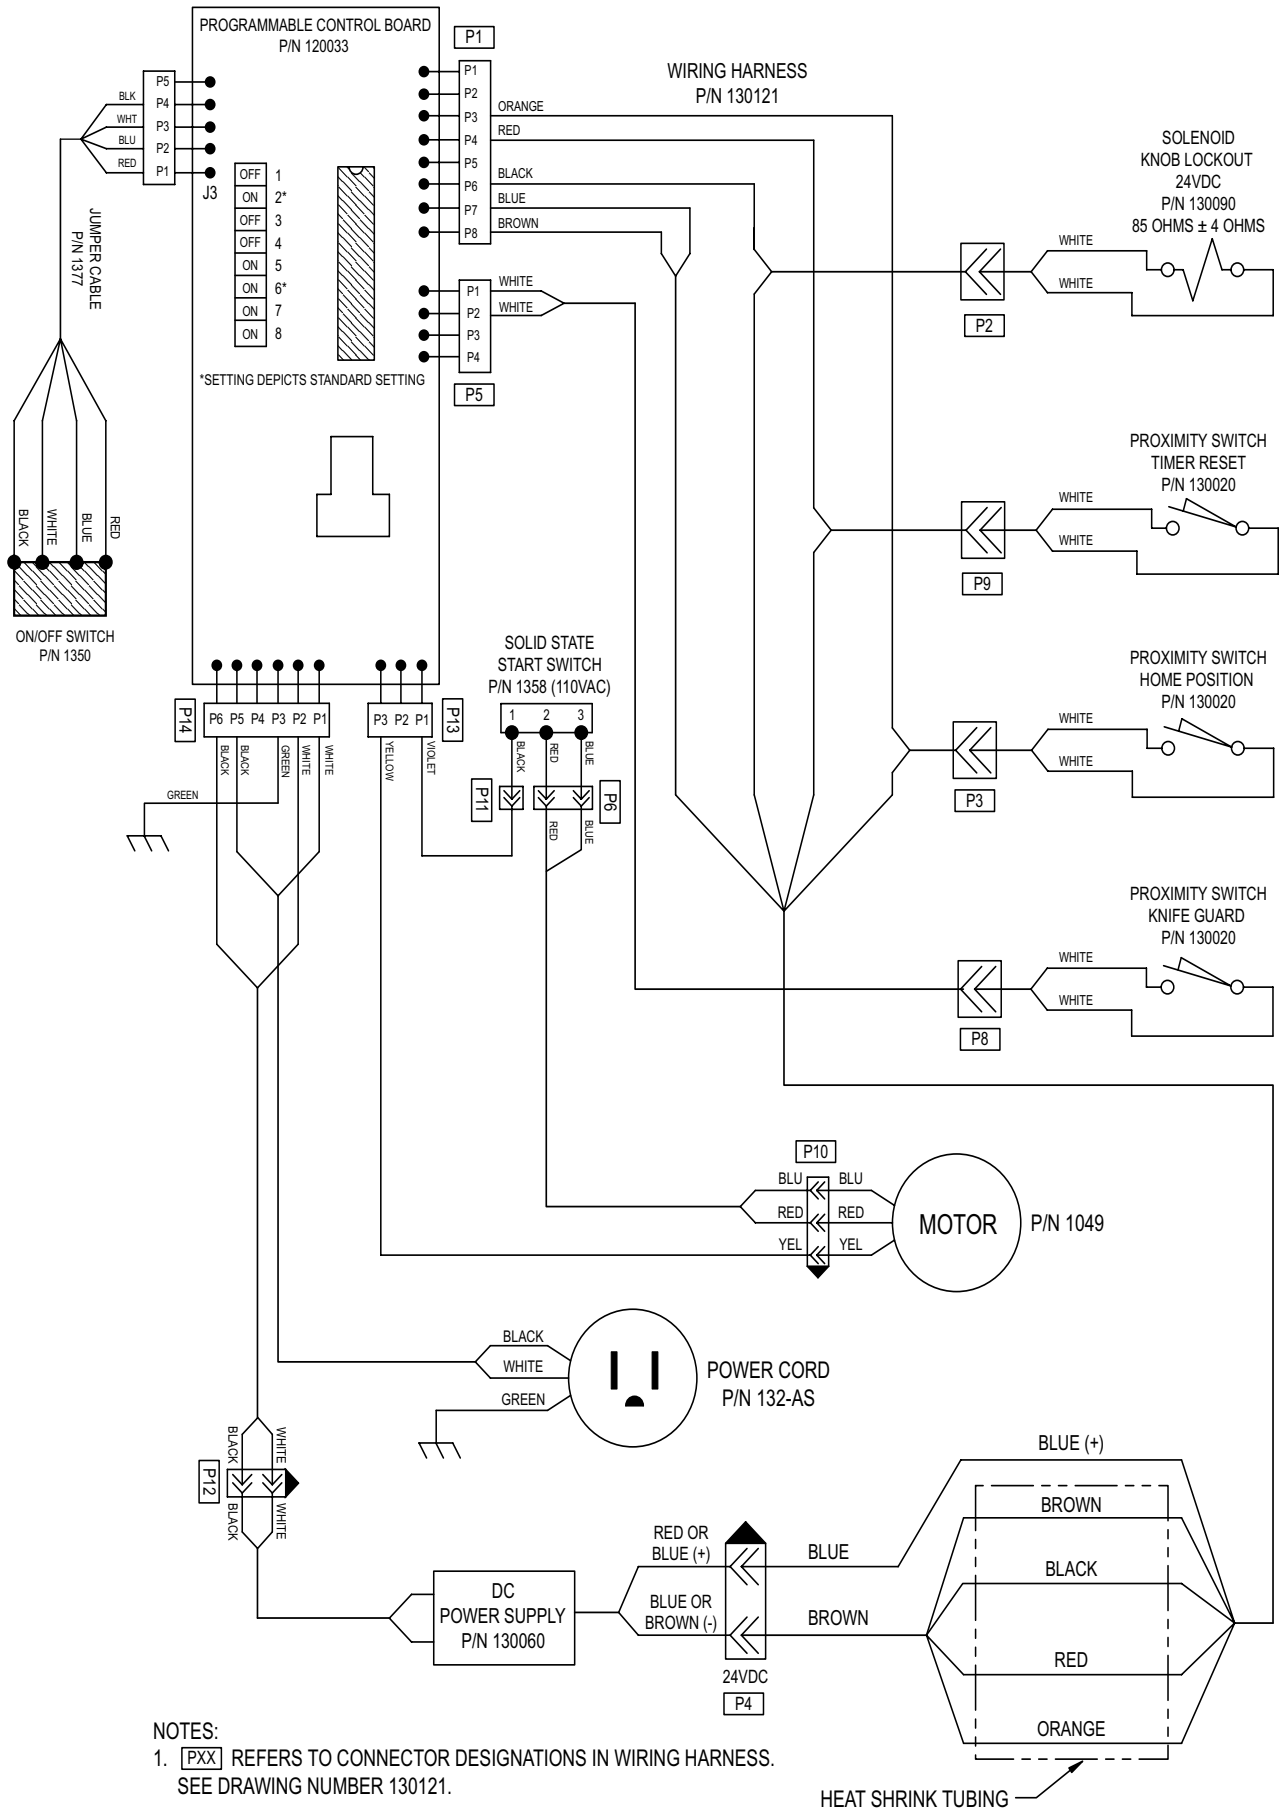 PROGRAMMABLE CONTROL BOARD
P/N 120033
P1
WIRING HARNESS
P/N 130121
P5
P4
P3
P2
P1
BLK
WHT
BLU
RED
J3
JUMPER CABLE
P/N 1377
OFF 1
ON 2*
OFF 3
OFF 4
ON 5
ON 6*
ON 7
ON 8
*SETTING DEPICTS STANDARD SETTING
P1
P2
P3
P4
P5
P6
P7
P8
ORANGE
RED
BLACK
BLUE
BROWN
P1
P2
P3
P4
WHITE
WHITE
P5
SOLENOID
KNOB LOCKOUT
24VDC
P/N 130090
85 OHMS ± 4 OHMS
WHITE
WHITE
P2
PROXIMITY SWITCH
TIMER RESET
P/N 130020
WHITE
WHITE
P9
PROXIMITY SWITCH
HOME POSITION
P/N 130020
WHITE
WHITE
P3
PROXIMITY SWITCH
KNIFE GUARD
P/N 130020
WHITE
WHITE
P8
BLACK
WHITE
BLUE
RED
ON/OFF SWITCH
P/N 1350
P14
P6 P5 P4 P3 P2 P1
BLACK
BLACK
GREEN
WHITE
WHITE
GREEN
P3 P2 P1
P13
YELLOW
VIOLET
SOLID STATE
START SWITCH
P/N 1358 (110VAC)
1 2 3
BLACK
RED
BLUE
P11
P6
RED
BLUE
P10
BLU BLU
RED RED
YEL YEL
MOTOR
P/N 1049
BLACK
WHITE
GREEN
POWER CORD
P/N 132-AS
BLACK
WHITE
P12
BLACK
WHITE
DC
POWER SUPPLY
P/N 130060
RED OR
BLUE (+)
BLUE OR
BROWN (-)
24VDC
P4
BLUE
BROWN
BLUE (+)
BROWN
BLACK
RED
ORANGE
HEAT SHRINK TUBING
NOTES:
1. PXX REFERS TO CONNECTOR DESIGNATIONS IN WIRING HARNESS.
SEE DRAWING NUMBER 130121.